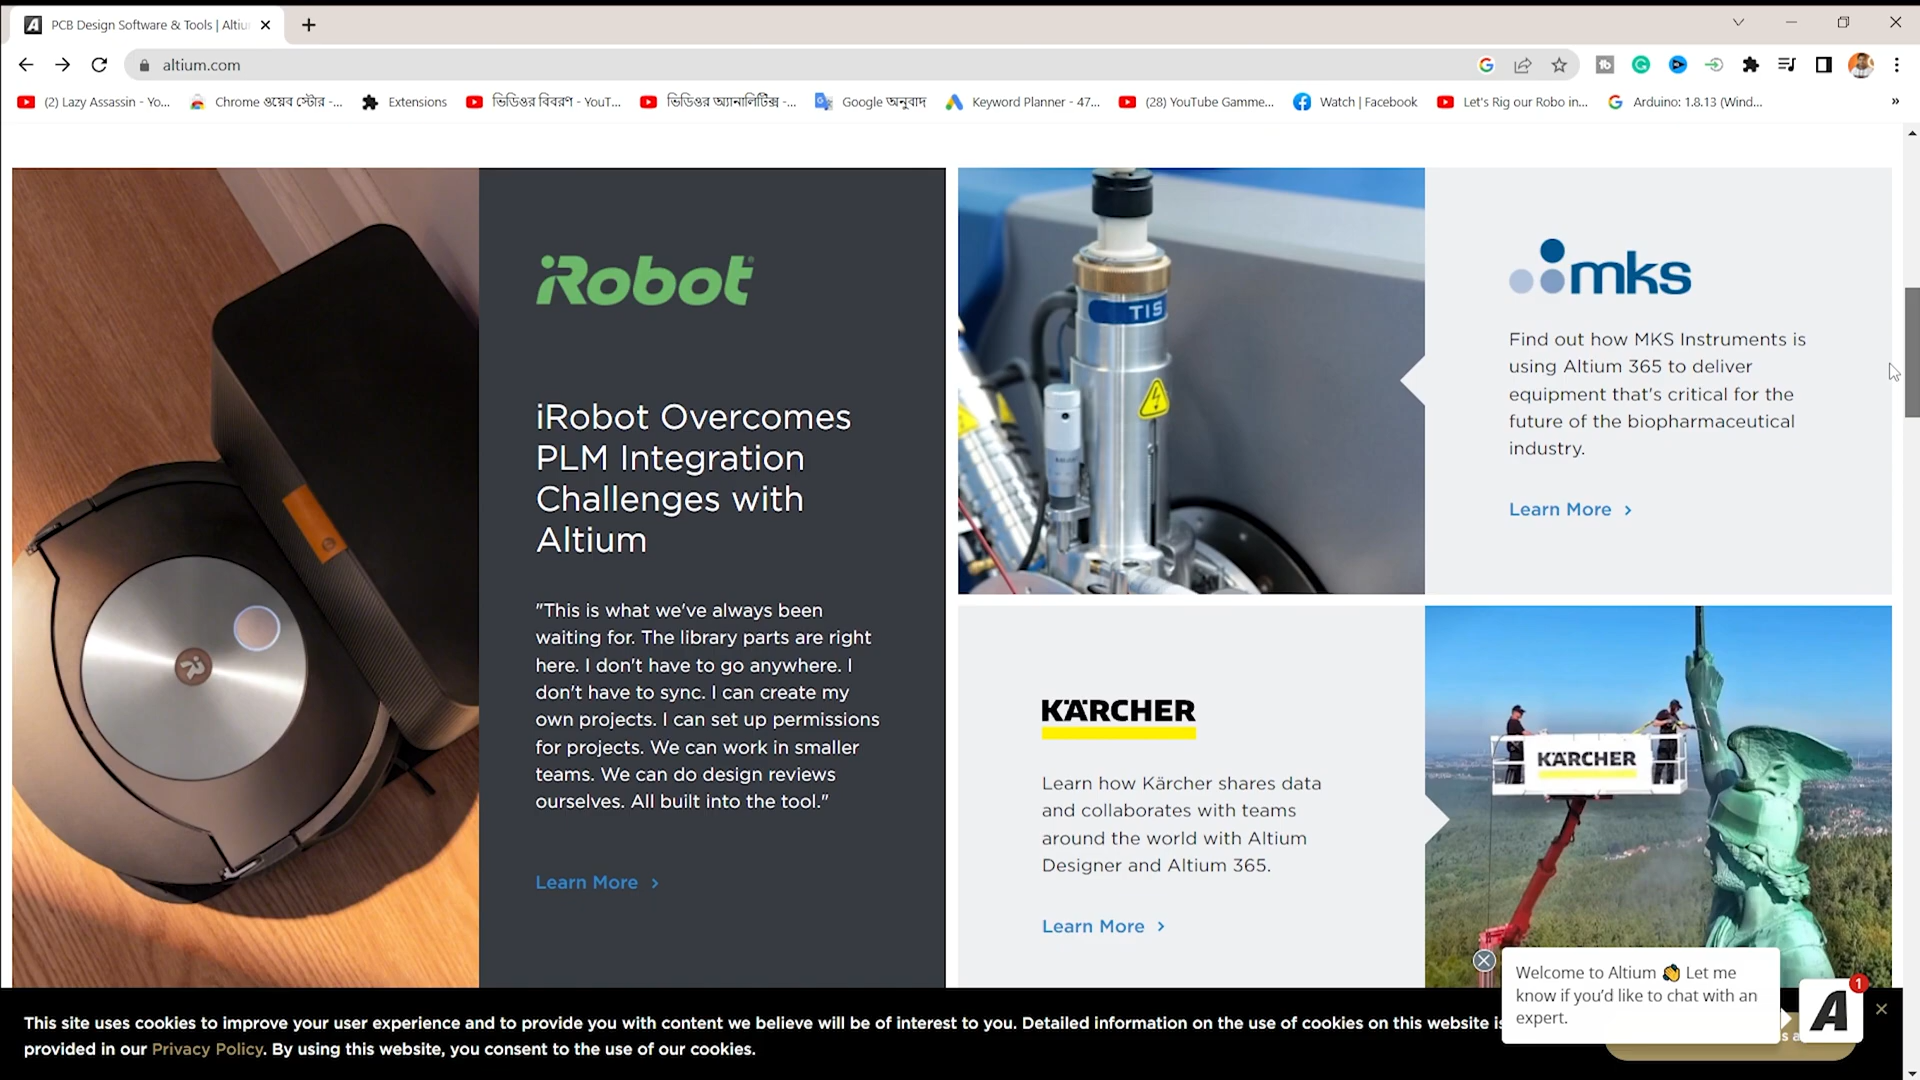 PCB Design Software & Tools | Altiu
altium.com
(2) Lazy Assassin - Yo...
Chrome ওয়েব স্টোর -...
Extensions
ভিডিওর বিবরণ - YouT...
ভিডিওর অ্যানালিটিক্স -...
Google অনুবাদ
Keyword Planner - 47...
(28) YouTube Gamme...
Watch | Facebook
Let's Rig our Robo in...
Arduino: 1.8.13 (Wind...
»
iRobot
iRobot Overcomes
PLM Integration
Challenges with
Altium
"This is what we've always been
waiting for. The library parts are right
here. I don't have to go anywhere. I
don't have to sync. I can create my
own projects. I can set up permissions
for projects. We can work in smaller
teams. We can do design reviews
ourselves. All built into the tool."
Learn More
TIS
mks
Find out how MKS Instruments is
using Altium 365 to deliver
equipment that's critical for the
future of the biopharmaceutical
industry.
Learn More
KÄRCHER
Learn how Kärcher shares data
and collaborates with teams
around the world with Altium
Designer and Altium 365.
Learn More
KÄRCHER
Welcome to Altium 👋 Let me
know if you'd like to chat with an
expert.
1
This site uses cookies to improve your user experience and to provide you with content we believe will be of interest to you. Detailed information on the use of cookies on this website is
provided in our Privacy Policy. By using this website, you consent to the use of our cookies.